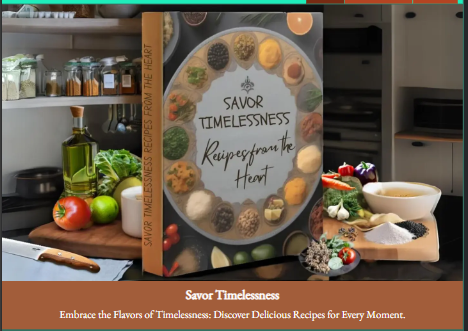 SAVOR TIMELESSNESS RECIPES FROM THE HEART
SAVOR
TIMELESSNESS
Recipes from the
Heart
Savor Timelessness
Embrace the Flavors of Timelessness: Discover Delicious Recipes for Every Moment.